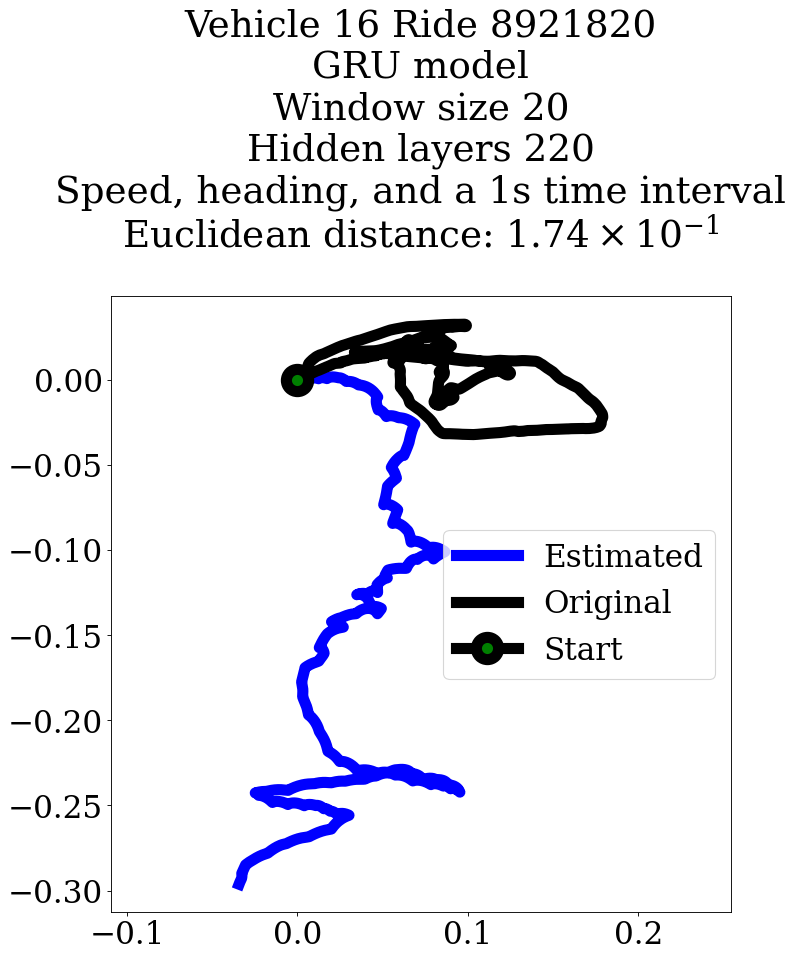 Vehicle 16 Ride 8921820
GRU model
Window size 20
Hidden layers 220
Speed, heading, and a 1s time interval
Euclidean distance: 1.74 × 10⁻¹
0.00
−0.05
−0.10
−0.15
−0.20
−0.25
−0.30
Estimated
Original
Start
−0.1
0.0
0.1
0.2